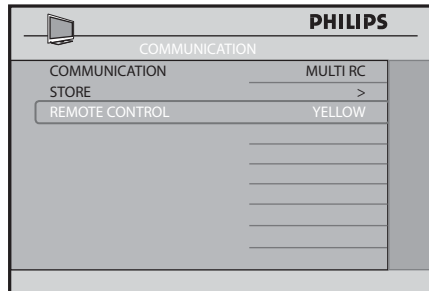 PHILIPS
COMMUNICATION
COMMUNICATION MULTI RC
STORE >
REMOTE CONTROL YELLOW